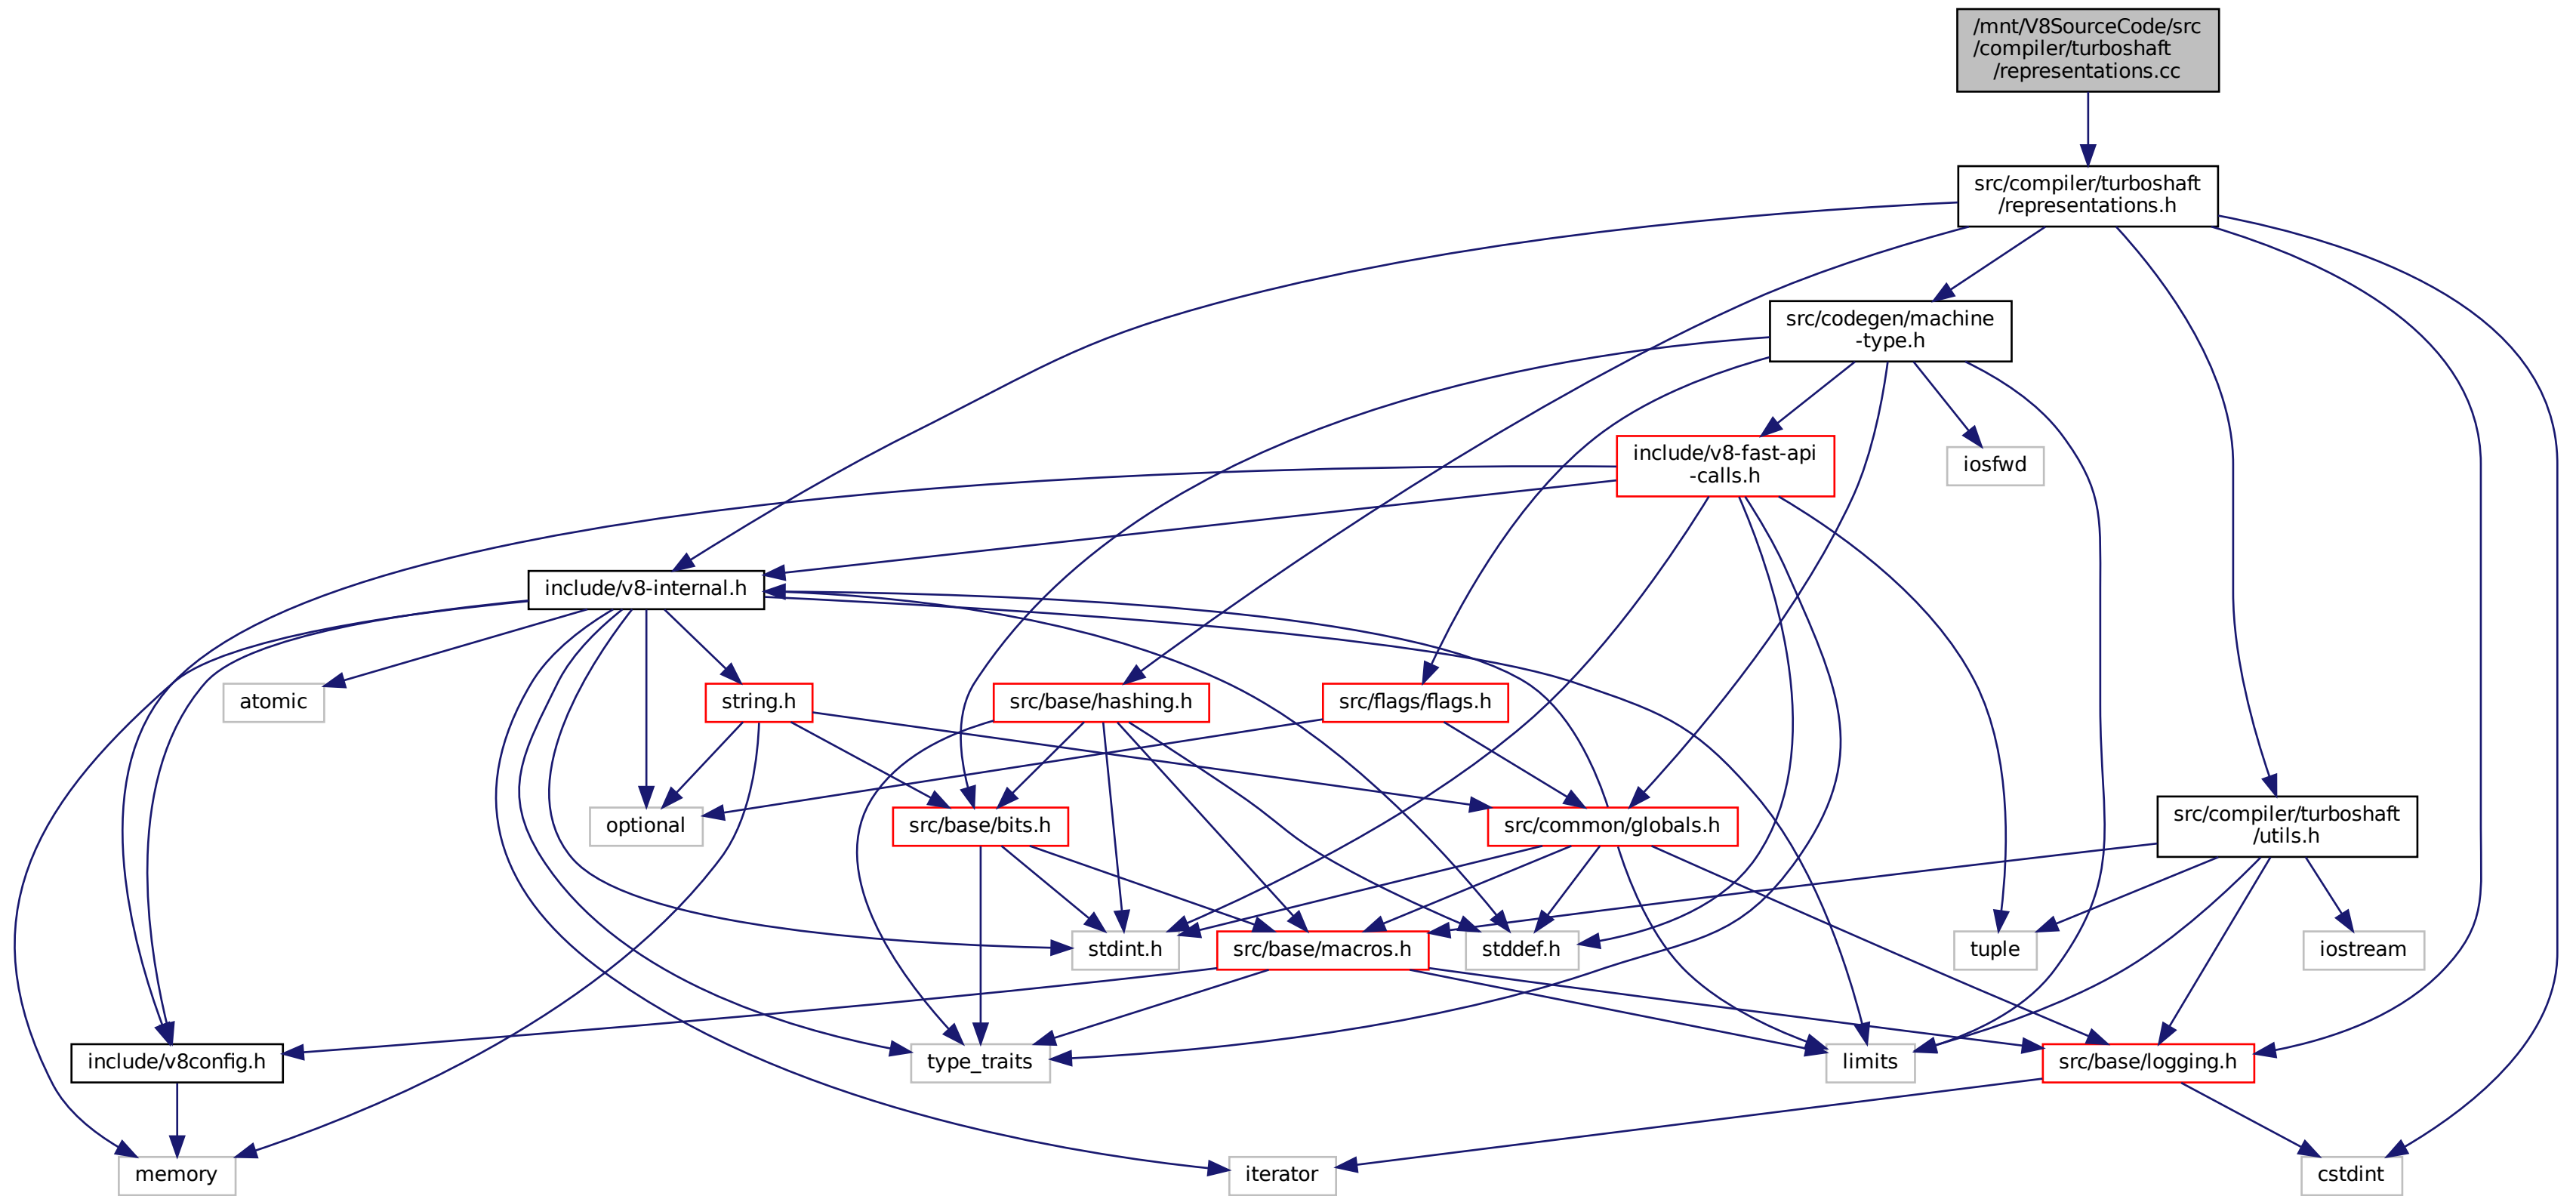 /mnt/V8SourceCode/src
/compiler/turboshaft
/representations.cc
src/compiler/turboshaft
/representations.h
src/codegen/machine
-type.h
include/v8-fast-api
-calls.h
iosfwd
include/v8-internal.h
atomic
string.h
src/base/hashing.h
src/flags/flags.h
optional
src/base/bits.h
src/common/globals.h
src/compiler/turboshaft
/utils.h
stdint.h
src/base/macros.h
stddef.h
tuple
iostream
include/v8config.h
type_traits
limits
src/base/logging.h
memory
iterator
cstdint